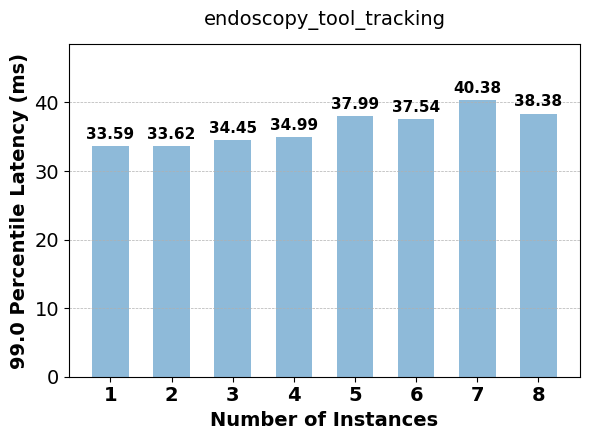 endoscopy_tool_tracking
99.0 Percentile Latency (ms)
40
30
20
10
0
33.59 33.62 34.45 34.99 37.99 37.54 40.38 38.38
1 2 3 4 5 6 7 8
Number of Instances